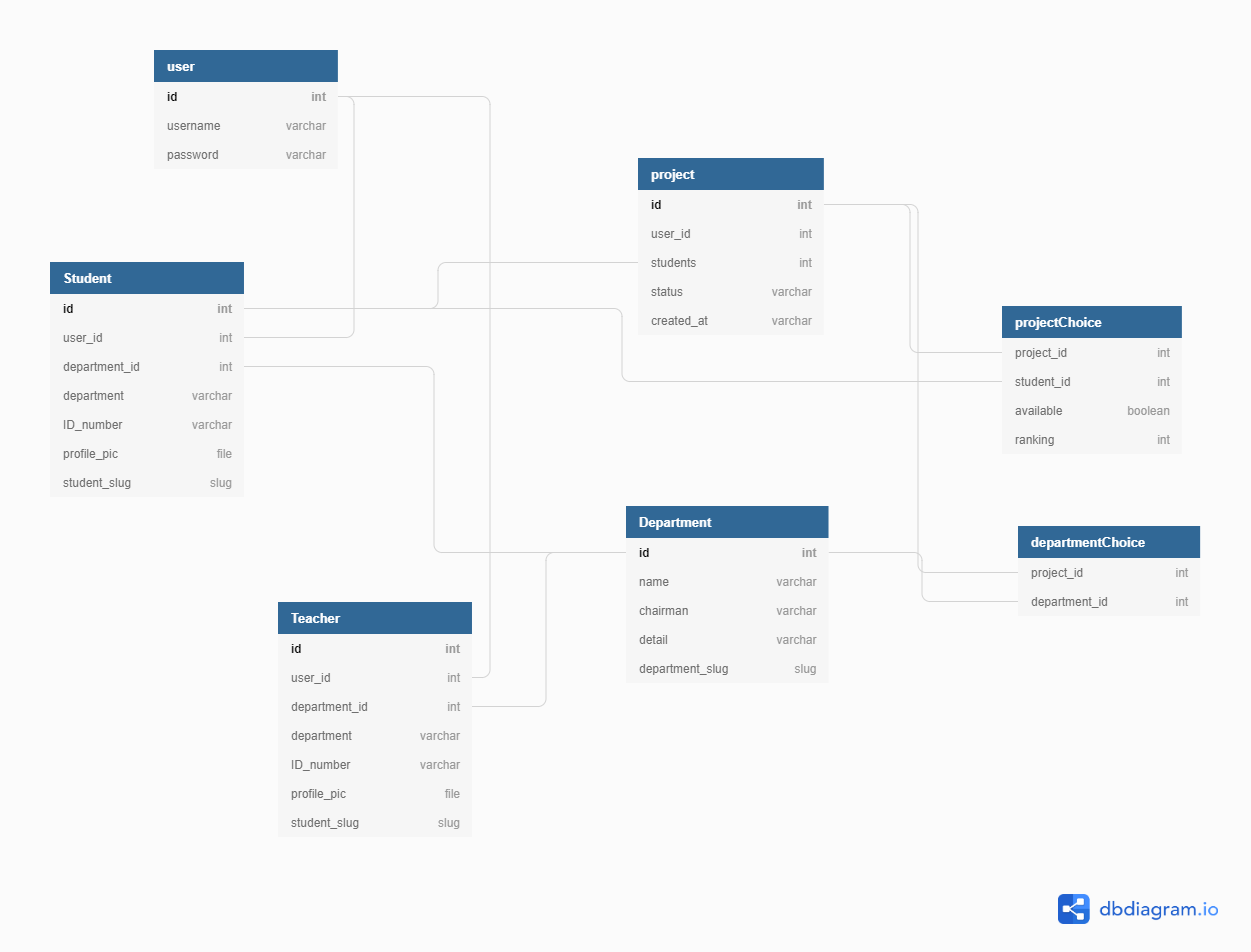 user
id int
username varchar
password varchar
project
id int
user_id int
students int
status varchar
created_at varchar
Student
id int
user_id int
department_id int
department varchar
ID_number varchar
profile_pic file
student_slug slug
projectChoice
project_id int
student_id int
available boolean
ranking int
Department
id int
name varchar
chairman varchar
detail varchar
department_slug slug
departmentChoice
project_id int
department_id int
Teacher
id int
user_id int
department_id int
department varchar
ID_number varchar
profile_pic file
student_slug slug
dbdiagram.io